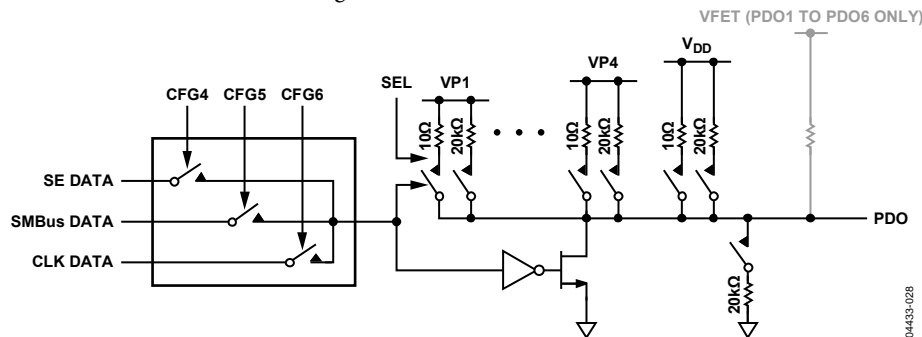 VFET (PDO1 TO PDO6 ONLY)
VDD
VP4
SEL VP1
CFG4 CFG5 CFG6
10Ω
20kΩ
10Ω
20kΩ
10Ω
20kΩ
SE DATA
SMBus DATA
PDO
CLK DATA
20kΩ
04433-028